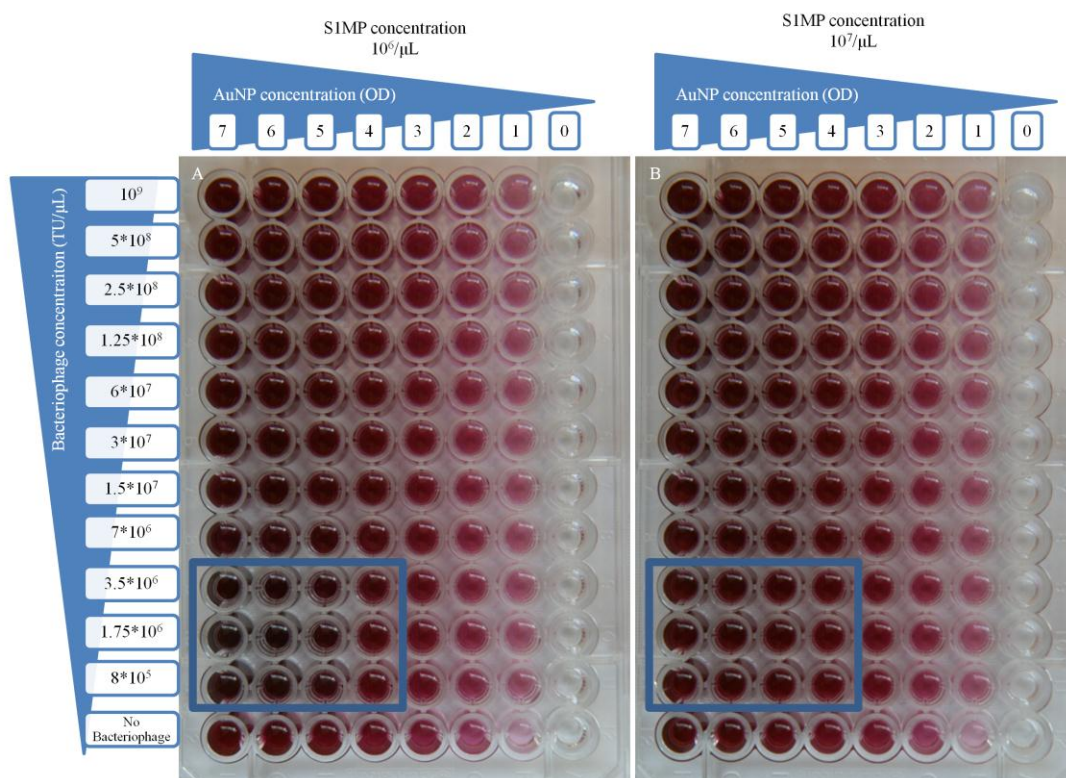 S1MP concentration
10⁶/μL
S1MP concentration
10⁷/μL
AuNP concentration (OD)
7 6 5 4 3 2 1 0
AuNP concentration (OD)
7 6 5 4 3 2 1 0
A
B
Bacteriophage concentraiton (TU/μL)
10⁹
5*10⁸
2.5*10⁸
1.25*10⁸
6*10⁷
3*10⁷
1.5*10⁷
7*10⁶
3.5*10⁶
1.75*10⁶
8*10⁵
No
Bacteriophage